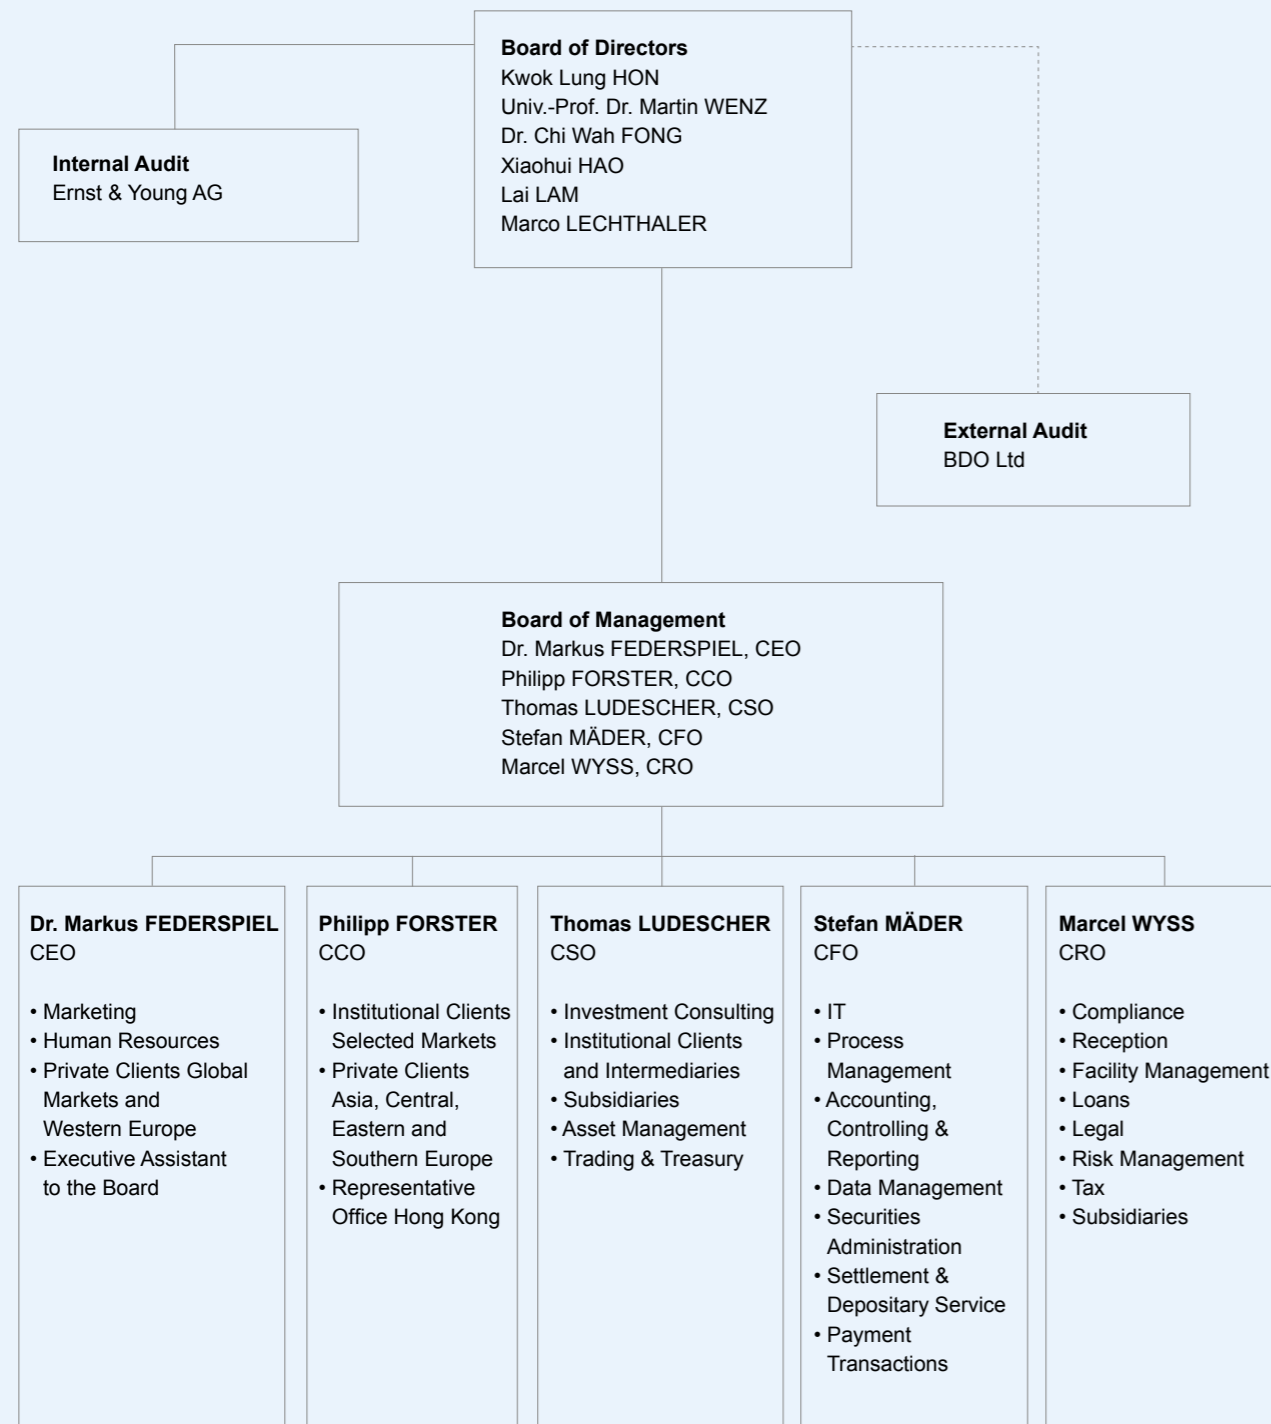 Board of Directors
Kwok Lung HON
Univ.-Prof. Dr. Martin WENZ
Dr. Chi Wah FONG
Xiaohui HAO
Lai LAM
Marco LECHTHALER
Internal Audit
Ernst & Young AG
External Audit
BDO Ltd
Board of Management
Dr. Markus FEDERSPIEL, CEO
Philipp FORSTER, CCO
Thomas LUDESCHER, CSO
Stefan MÄDER, CFO
Marcel WYSS, CRO
Dr. Markus FEDERSPIEL
CEO
• Marketing
• Human Resources
• Private Clients Global
Markets and
Western Europe
• Executive Assistant
to the Board
Philipp FORSTER
CCO
• Institutional Clients
Selected Markets
• Private Clients
Asia, Central,
Eastern and
Southern Europe
• Representative
Office Hong Kong
Thomas LUDESCHER
CSO
• Investment Consulting
• Institutional Clients
and Intermediaries
• Subsidiaries
• Asset Management
• Trading & Treasury
Stefan MÄDER
CFO
• IT
• Process
Management
• Accounting,
Controlling &
Reporting
• Data Management
• Securities
Administration
• Settlement &
Depositary Service
• Payment
Transactions
Marcel WYSS
CRO
• Compliance
• Reception
• Facility Management
• Loans
• Legal
• Risk Management
• Tax
• Subsidiaries